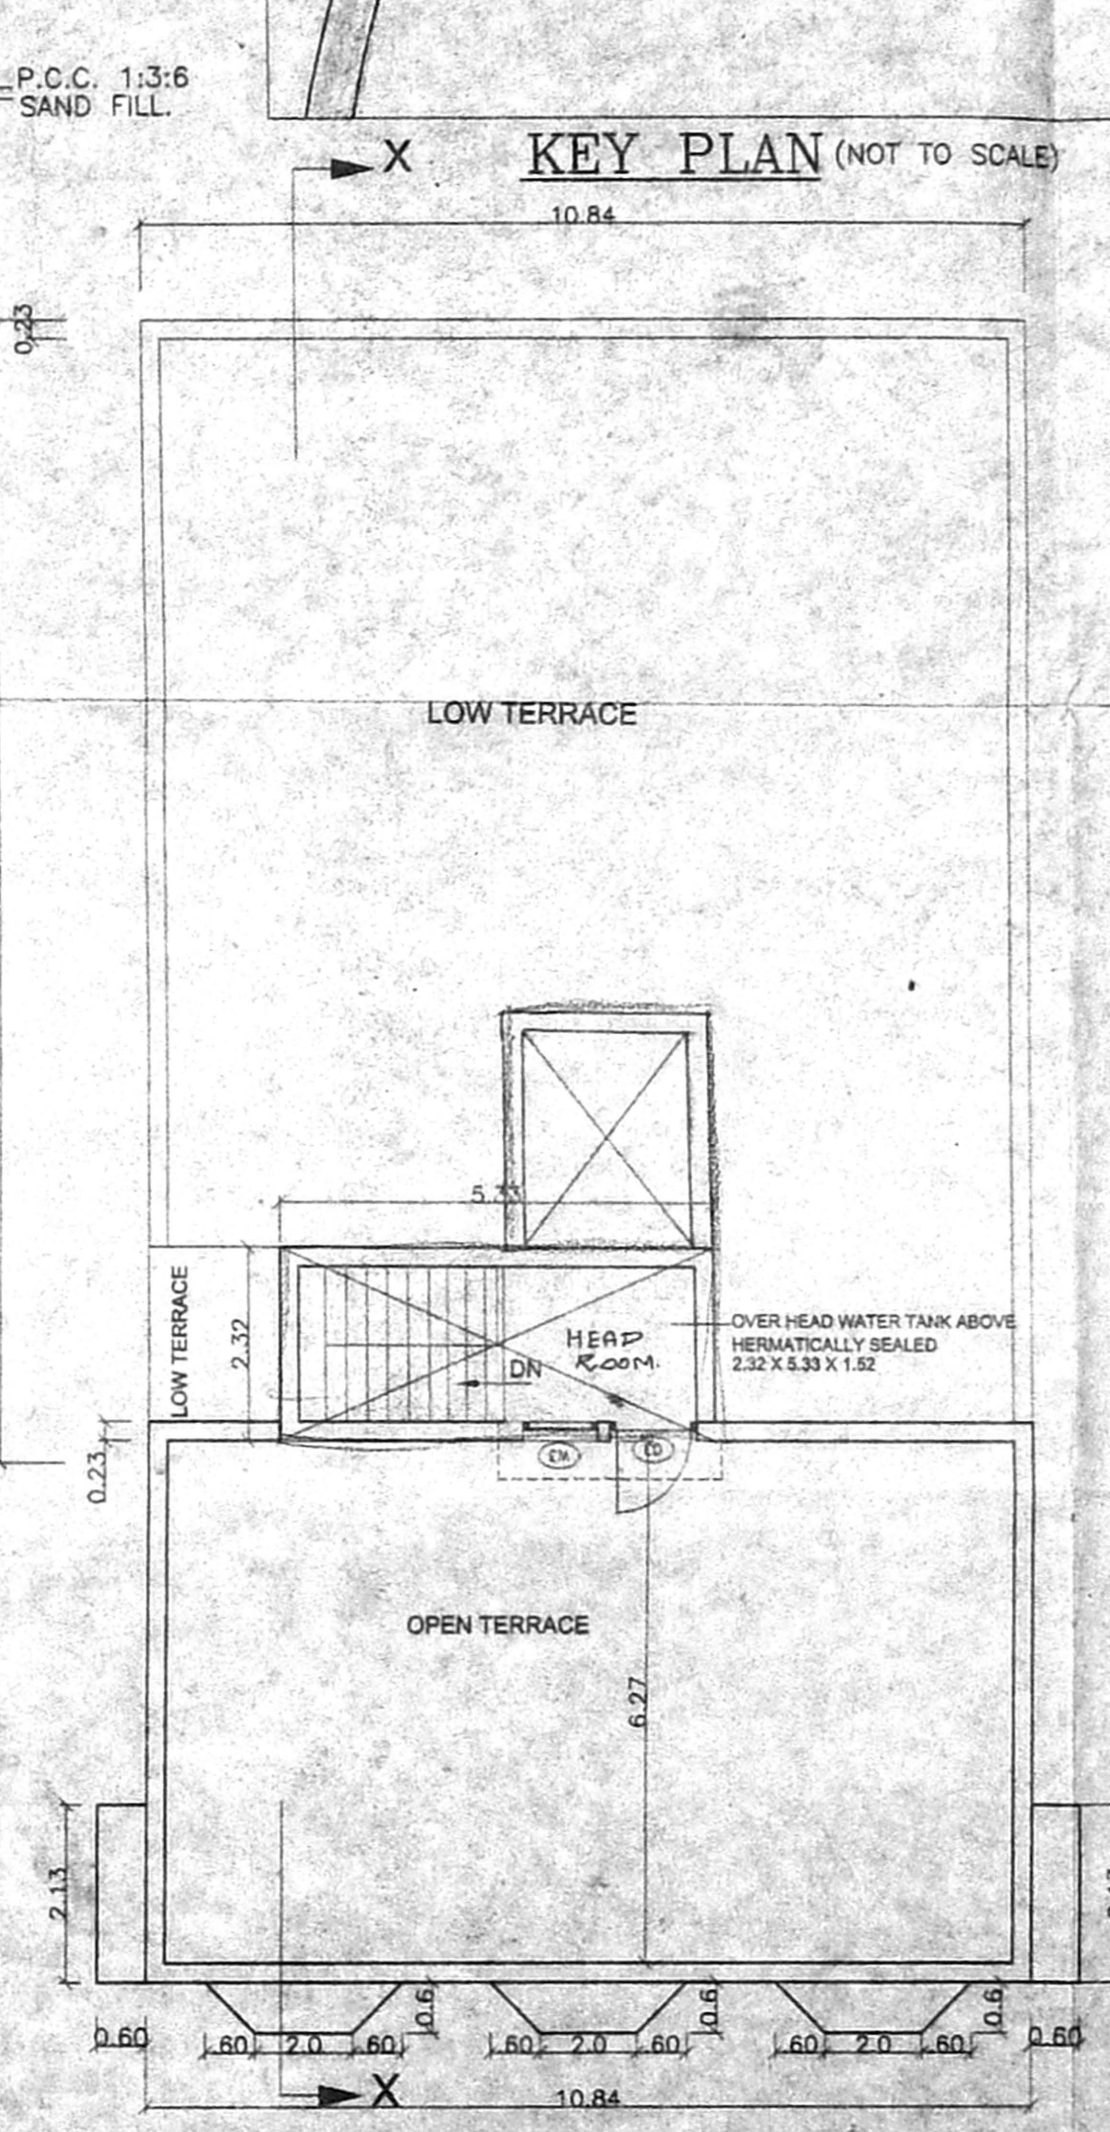 P.C.C. 1:3:6
SAND FILL.
X
KEY PLAN (NOT TO SCALE)
10.84
0.23
LOW TERRACE
5.33
LOW TERRACE
2.32
HEAD
ROOM.
DN
OVER HEAD WATER TANK ABOVE
HERMATICALLY SEALED
2.32 X 5.33 X 1.52
0.23
W3
OPEN TERRACE
6.27
2.13
0.6
0.6
0.6
0.60
.60
2.0
.60
.60
2.0
.60
.60
2.0
.60
0.60
X
10.84